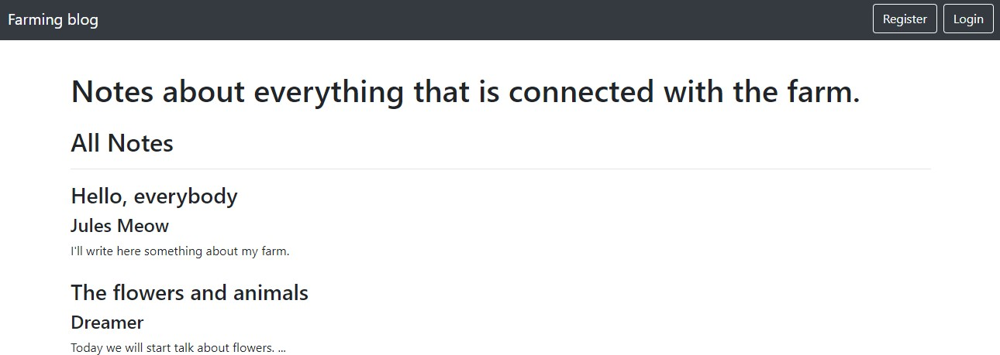 Farming blog
Register
Login
Notes about everything that is connected with the farm.
All Notes
Hello, everybody
Jules Meow
I'll write here something about my farm.
The flowers and animals
Dreamer
Today we will start talk about flowers. ...